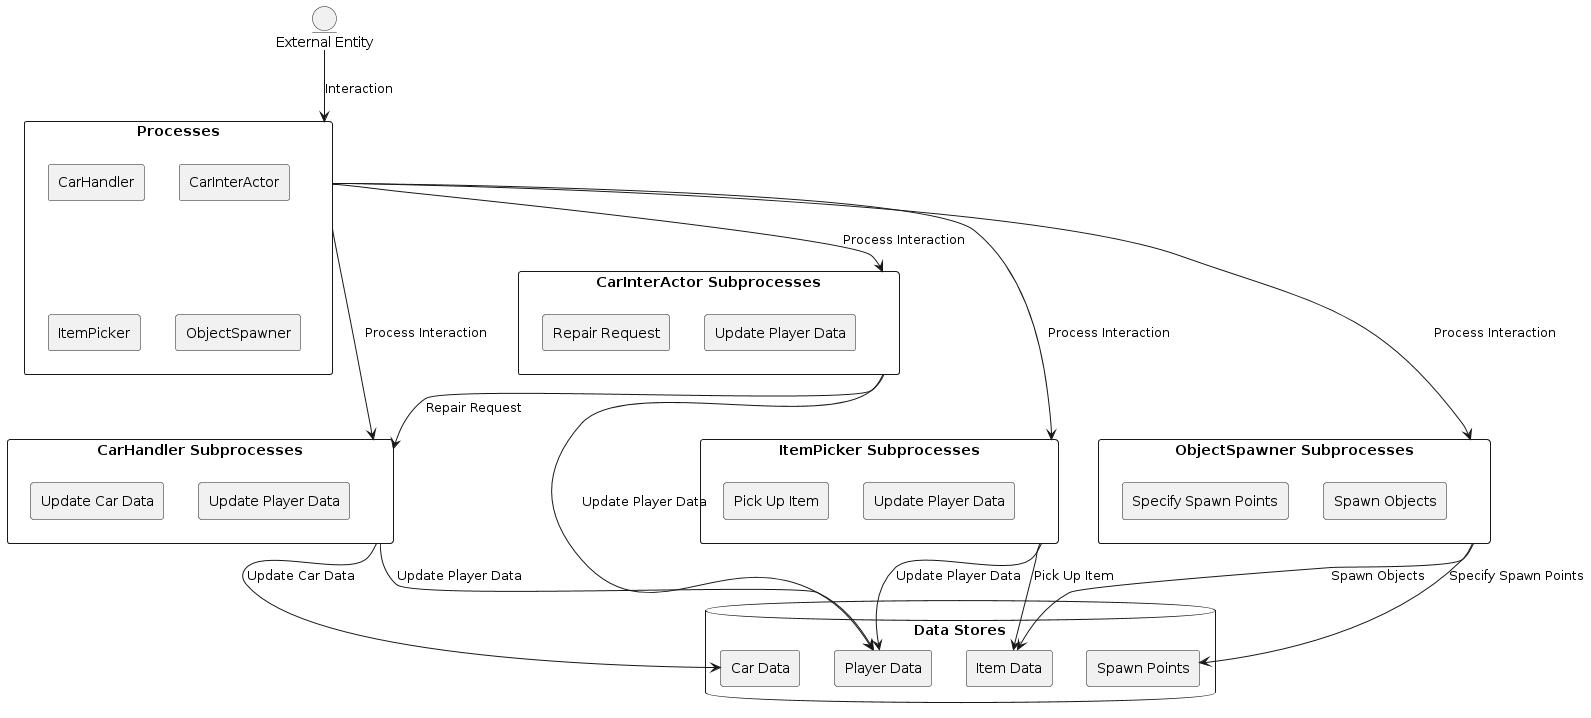 External Entity
Interaction
Processes
CarHandler
CarInterActor
Process Interaction
CarInterActor Subprocesses
ItemPicker
ObjectSpawner
Process Interaction
Repair Request
Update Player Data
Process Interaction
Process Interaction
Repair Request
CarHandler Subprocesses
ItemPicker Subprocesses
ObjectSpawner Subprocesses
Update Car Data
Update Player Data
Update Player Data
Pick Up Item
Update Player Data
Specify Spawn Points
Spawn Objects
Update Car Data
Update Player Data
Update Player Data
Pick Up Item
Spawn Objects
Specify Spawn Points
Data Stores
Car Data
Player Data
Item Data
Spawn Points